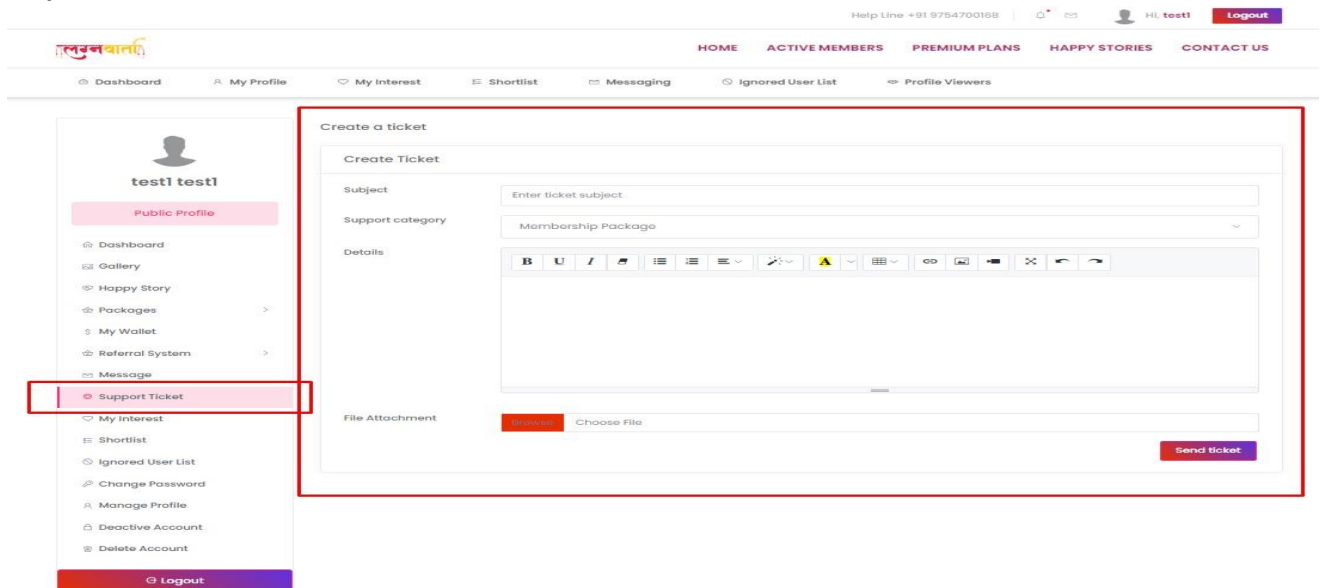 Help Line +91 9754700168
Hi, test1
Logout
लग्नवार्ता
HOME ACTIVE MEMBERS PREMIUM PLANS HAPPY STORIES CONTACT US
Dashboard My Profile My Interest Shortlist Messaging Ignored User List Profile Viewers
test1 test1
Public Profile
Dashboard
Gallery
Happy Story
Packages
My Wallet
Referral System
Message
Support Ticket
My Interest
Shortlist
Ignored User List
Change Password
Manage Profile
Deactive Account
Delete Account
Logout
Create a ticket
Create Ticket
Subject
Enter ticket subject
Support category
Membership Package
Details
B U I
A
File Attachment
Browse Choose File
Send ticket